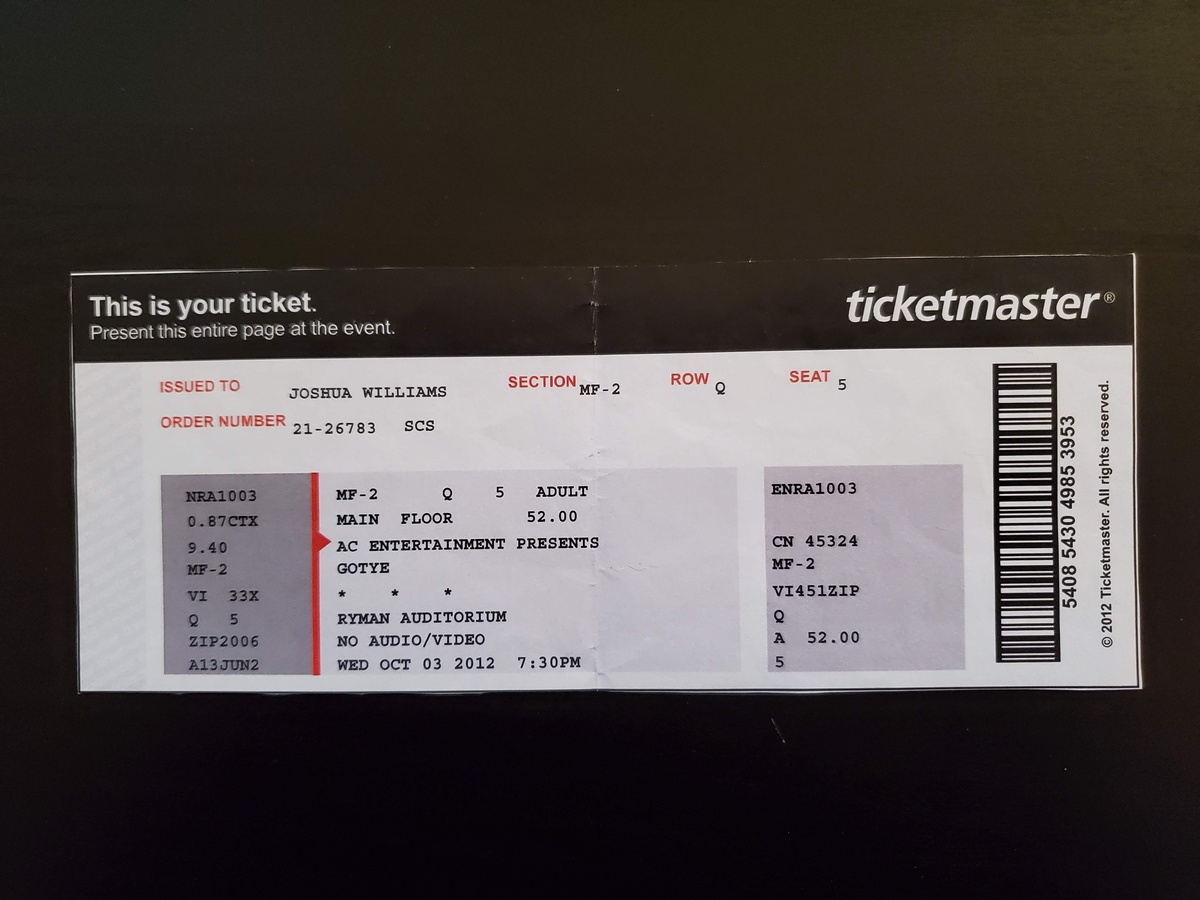 This is your ticket.
Present this entire page at the event.
ticketmaster®
ISSUED TO JOSHUA WILLIAMS SECTION MF-2 ROW Q SEAT 5
ORDER NUMBER 21-26783 SCS
NRA1003
0.87CTX
9.40
MF-2
VI 33X
Q 5
ZIP2006
A13JUN2
MF-2 Q 5 ADULT
MAIN FLOOR 52.00
AC ENTERTAINMENT PRESENTS
GOTYE
* * *
RYMAN AUDITORIUM
NO AUDIO/VIDEO
WED OCT 03 2012 7:30PM
ENRA1003
CN 45324
MF-2
VI451ZIP
Q
A 52.00
5
5408 5430 4985 3953
© 2012 Ticketmaster. All rights reserved.